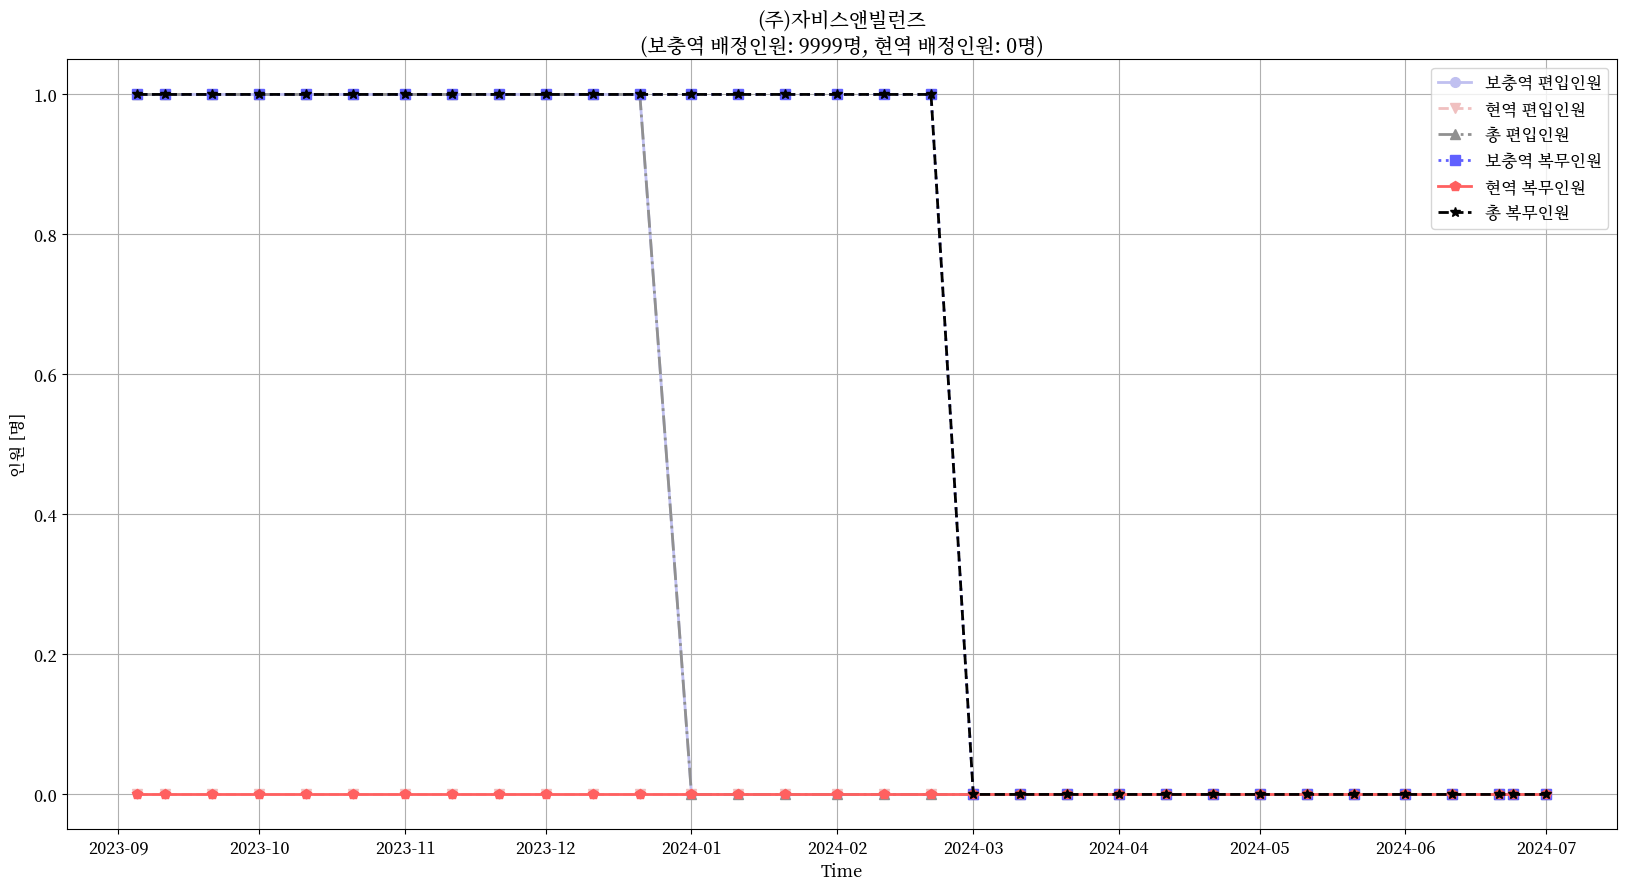 (주)자비스앤빌런즈
(보충역 배정인원: 9999명, 현역 배정인원: 0명)
보충역 편입인원
현역 편입인원
총 편입인원
보충역 복무인원
현역 복무인원
총 복무인원
1.0
0.8
0.6
0.4
0.2
0.0
인원 [명]
2023-09 2023-10 2023-11 2023-12 2024-01 2024-02 2024-03 2024-04 2024-05 2024-06 2024-07
Time